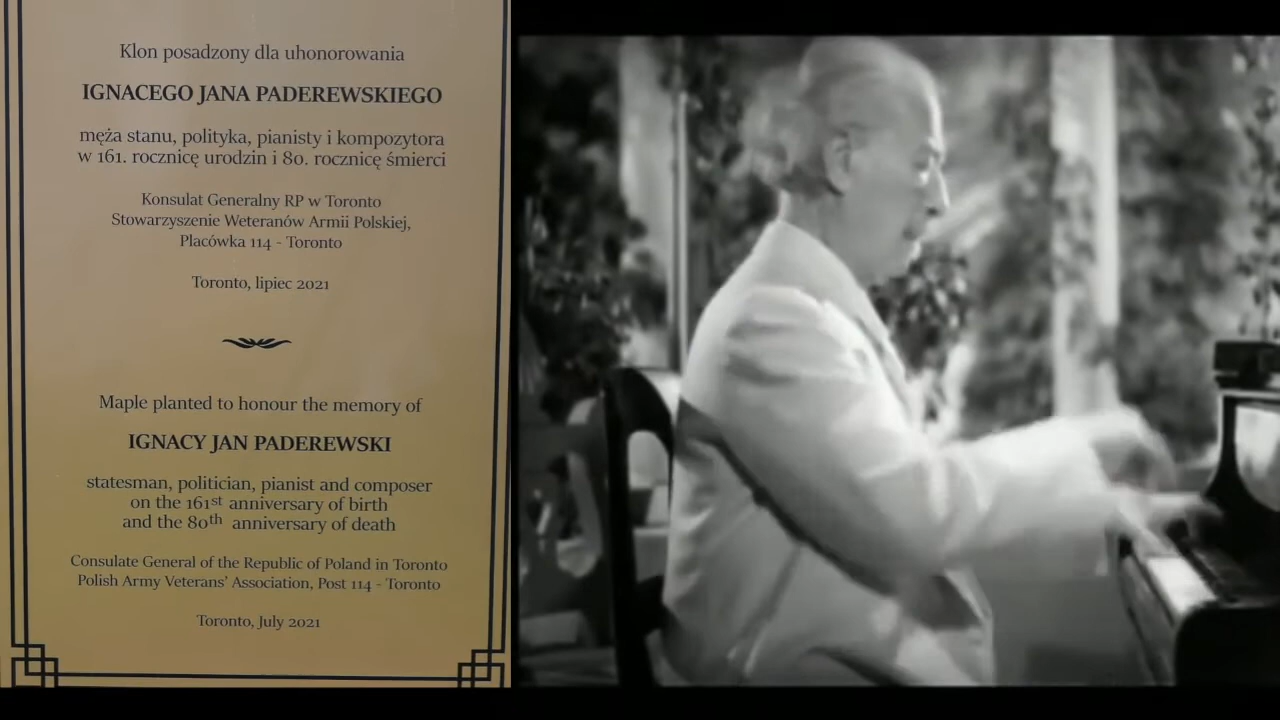 Klon posadzony dla uhonorowania
IGNACEGO JANA PADEREWSKIEGO
męża stanu, polityka, pianisty i kompozytora
w 161. rocznicę urodzin i 80. rocznicę śmierci
Konsulat Generalny RP w Toronto
Stowarzyszenie Weteranów Armii Polskiej,
Placówka 114 - Toronto
Toronto, lipiec 2021
Maple planted to honour the memory of
IGNACY JAN PADEREWSKI
statesman, politician, pianist and composer
on the 161st anniversary of birth
and the 80th anniversary of death
Consulate General of the Republic of Poland in Toronto
Polish Army Veterans' Association, Post 114 - Toronto
Toronto, July 2021